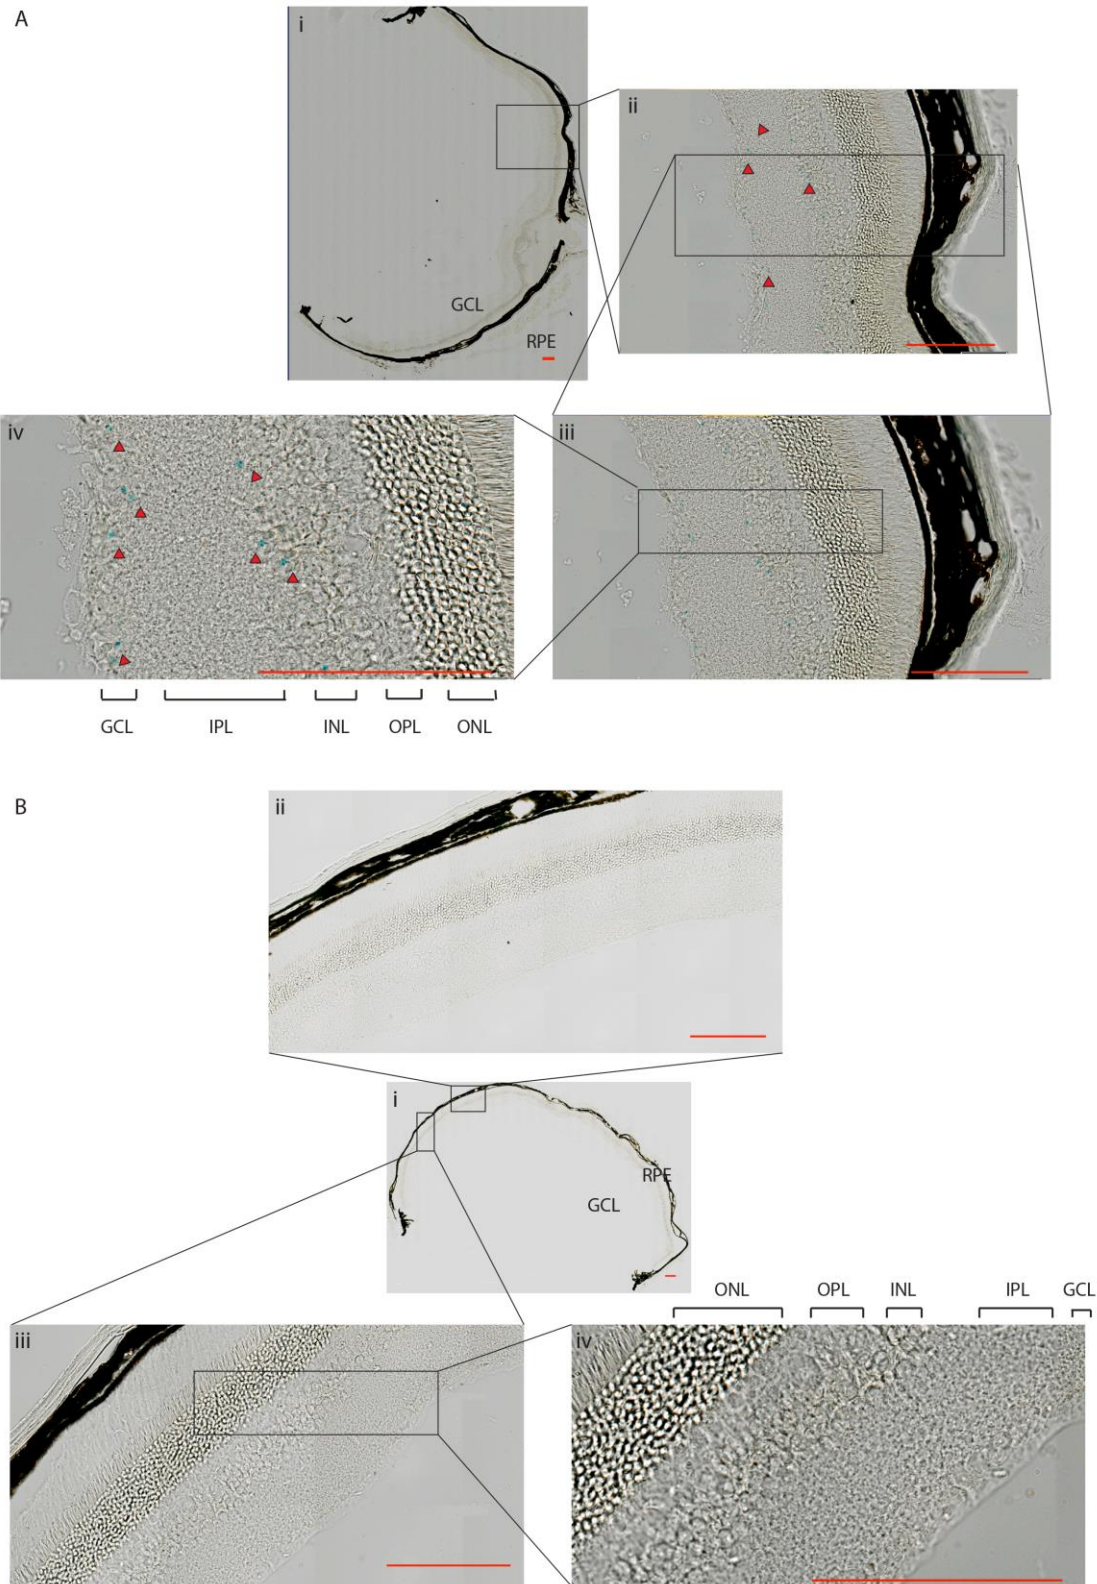 A
i
ii
GCL
RPE
iv
iii
GCL IPL INL OPL ONL
B
ii
i
RPE
GCL
ONL OPL INL IPL GCL
iii
iv